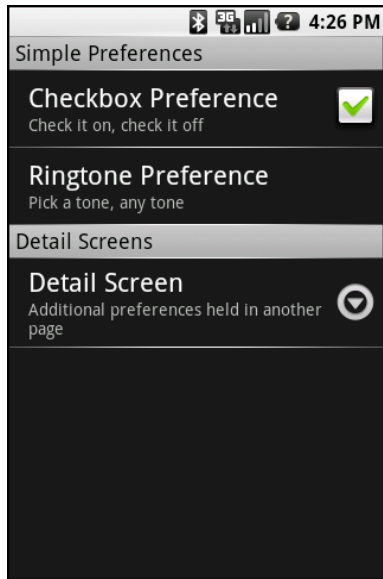 3G ? 4:26 PM
Simple Preferences
Checkbox Preference
Check it on, check it off
Ringtone Preference
Pick a tone, any tone
Detail Screens
Detail Screen
Additional preferences held in another
page